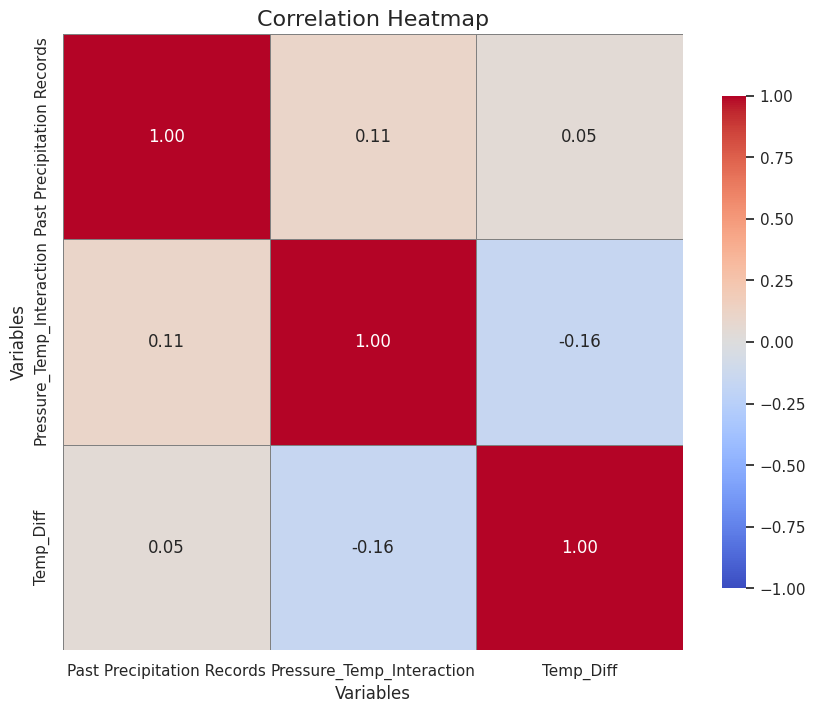 Correlation Heatmap
Variables
Past Precipitation Records
1.00
0.11
0.05
Pressure_Temp_Interaction
0.11
1.00
-0.16
Temp_Diff
0.05
-0.16
1.00
Past Precipitation Records
Pressure_Temp_Interaction
Temp_Diff
Variables
1.00
0.75
0.50
0.25
0.00
−0.25
−0.50
−0.75
−1.00